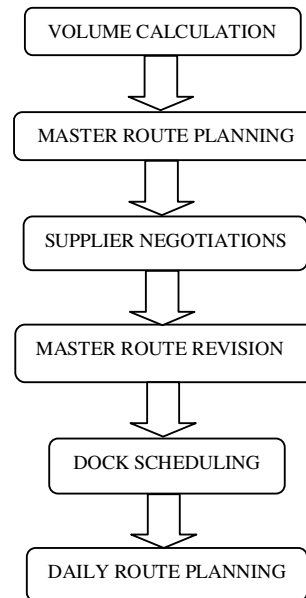 VOLUME CALCULATION
MASTER ROUTE PLANNING
SUPPLIER NEGOTIATIONS
MASTER ROUTE REVISION
DOCK SCHEDULING
DAILY ROUTE PLANNING